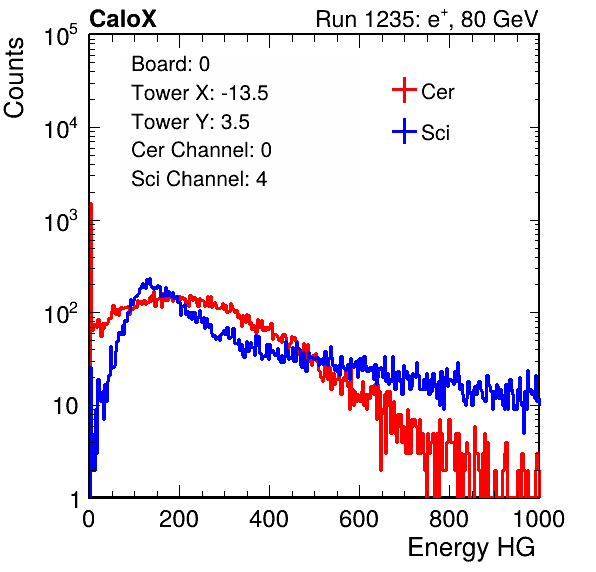 CaloX Run 1235: e⁺, 80 GeV
Counts
10⁵
10⁴
10³
10²
10
1
Board: 0
Tower X: -13.5
Tower Y: 3.5
Cer Channel: 0
Sci Channel: 4
Cer
Sci
0 200 400 600 800 1000
Energy HG